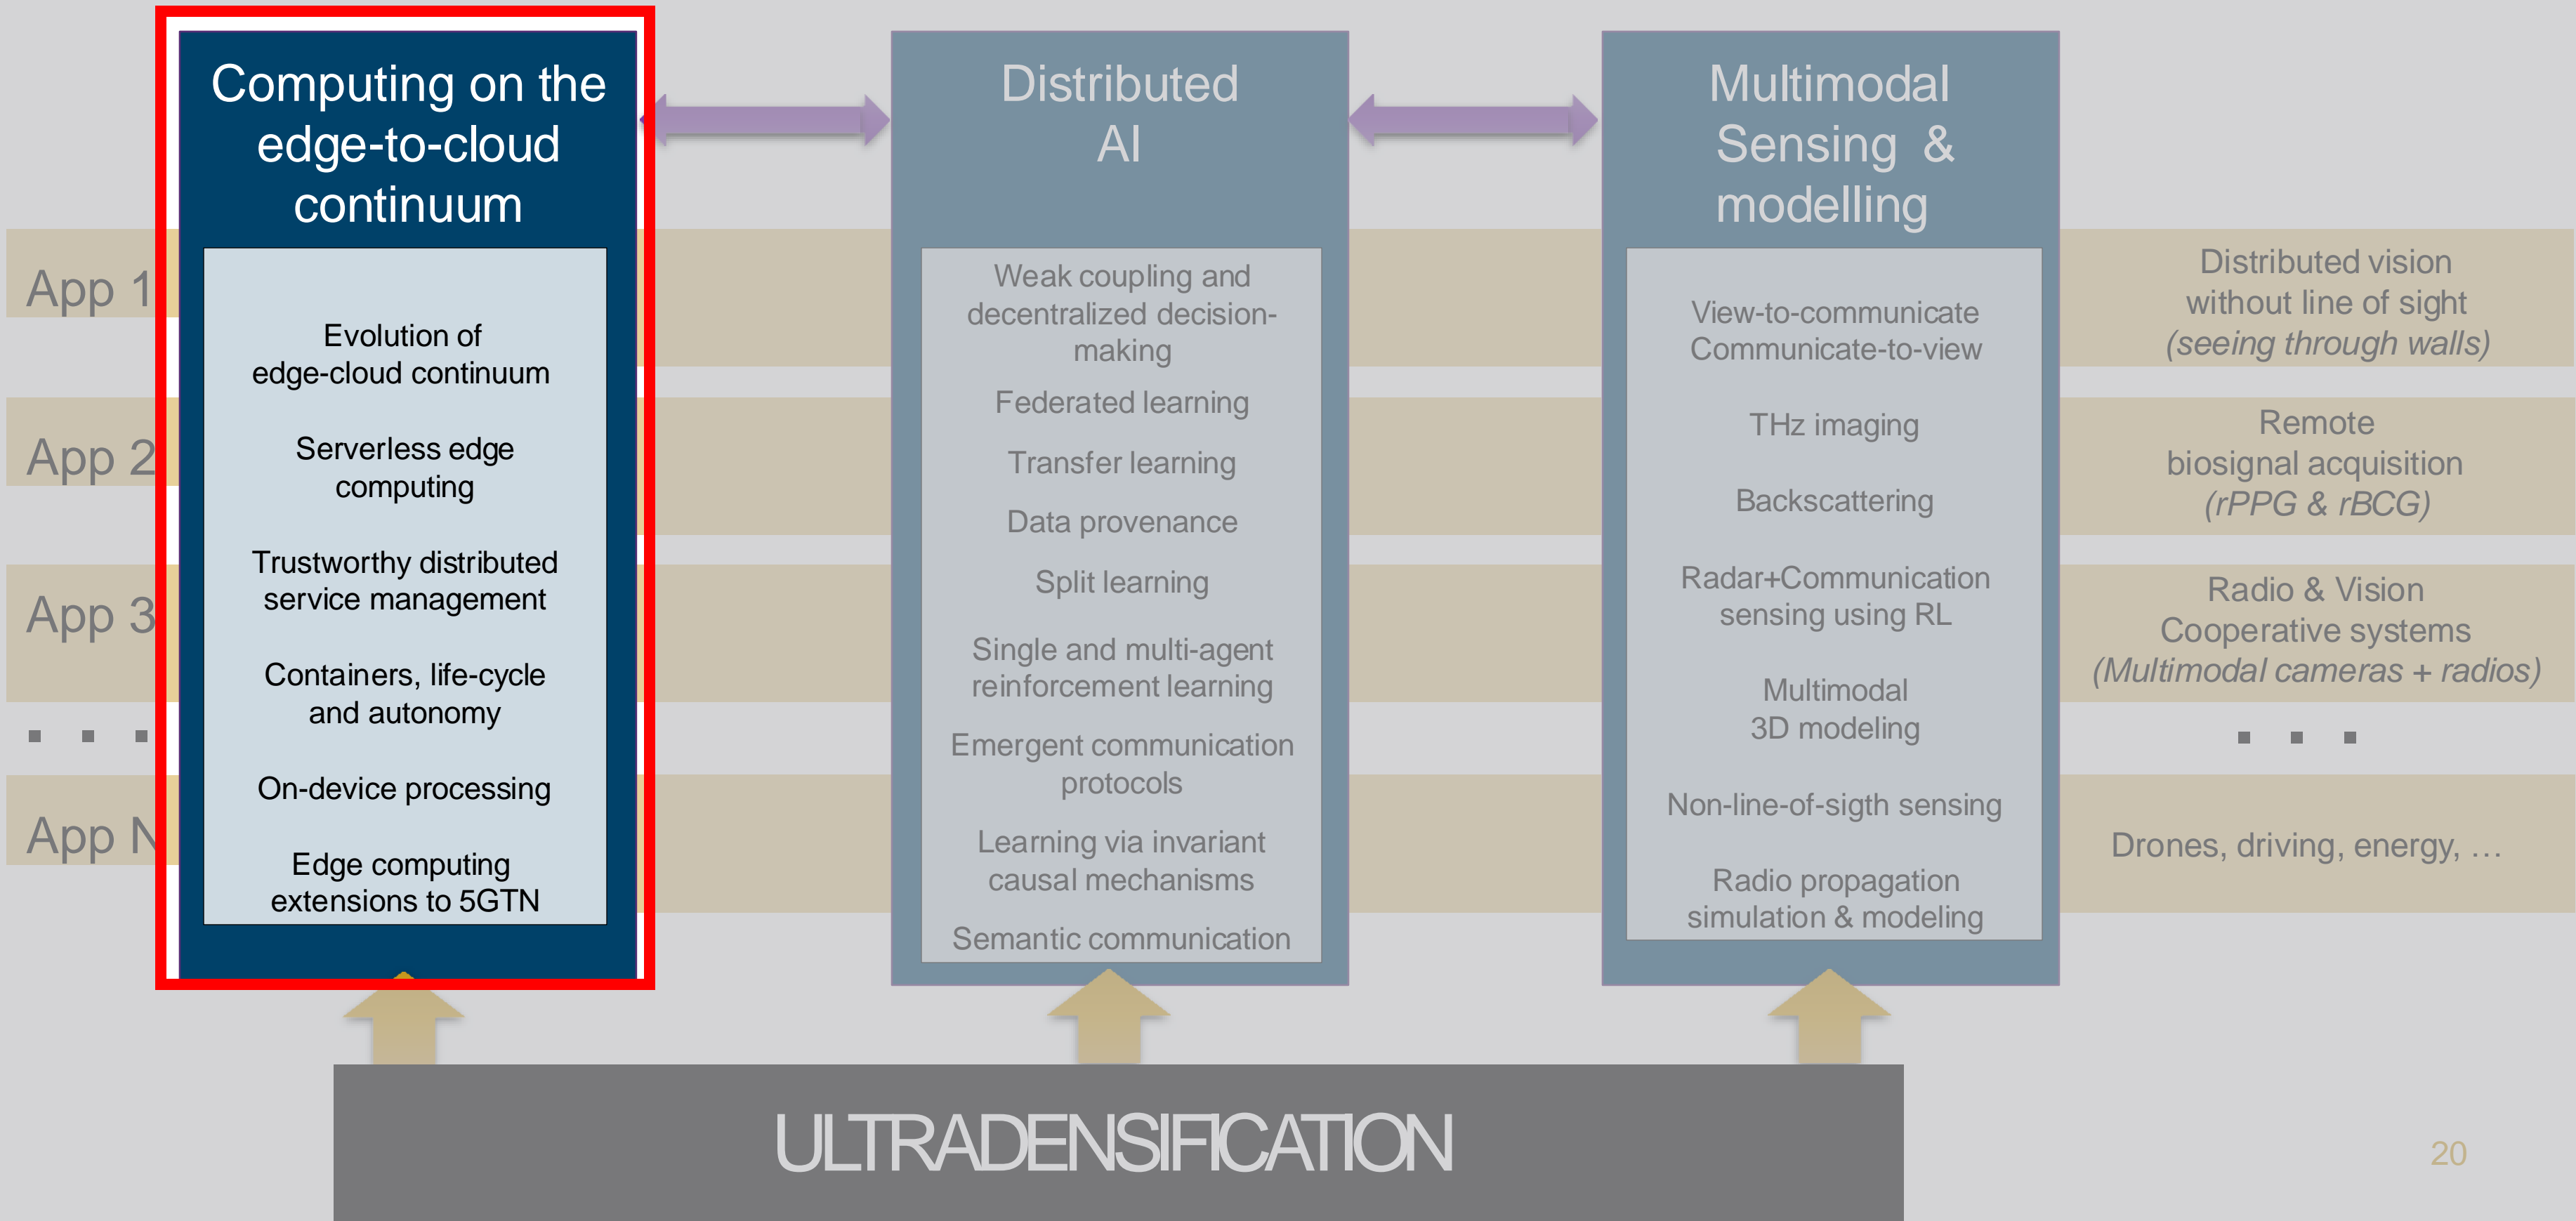 Computing on the
edge-to-cloud
continuum
Evolution of
edge-cloud continuum
Serverless edge
computing
Trustworthy distributed
service management
Containers, life-cycle
and autonomy
On-device processing
Edge computing
extensions to 5GTN
Distributed
AI
Weak coupling and
decentralized decision-
making
Federated learning
Transfer learning
Data provenance
Split learning
Single and multi-agent
reinforcement learning
Emergent communication
protocols
Learning via invariant
causal mechanisms
Semantic communication
Multimodal
Sensing & 
modelling
View-to-communicate
Communicate-to-view
THz imaging
Backscattering
Radar+Communication
sensing using RL
Multimodal
3D modeling
Non-line-of-sigth sensing
Radio propagation
simulation & modeling
App 1
Distributed vision
without line of sight
(seeing through walls)
App 2
Remote
biosignal acquisition
(rPPG & rBCG)
App 3
Radio & Vision
Cooperative systems
(Multimodal cameras + radios)
. . .
. . .
App N
Drones, driving, energy, …
ULTRADENSIFICATION
20